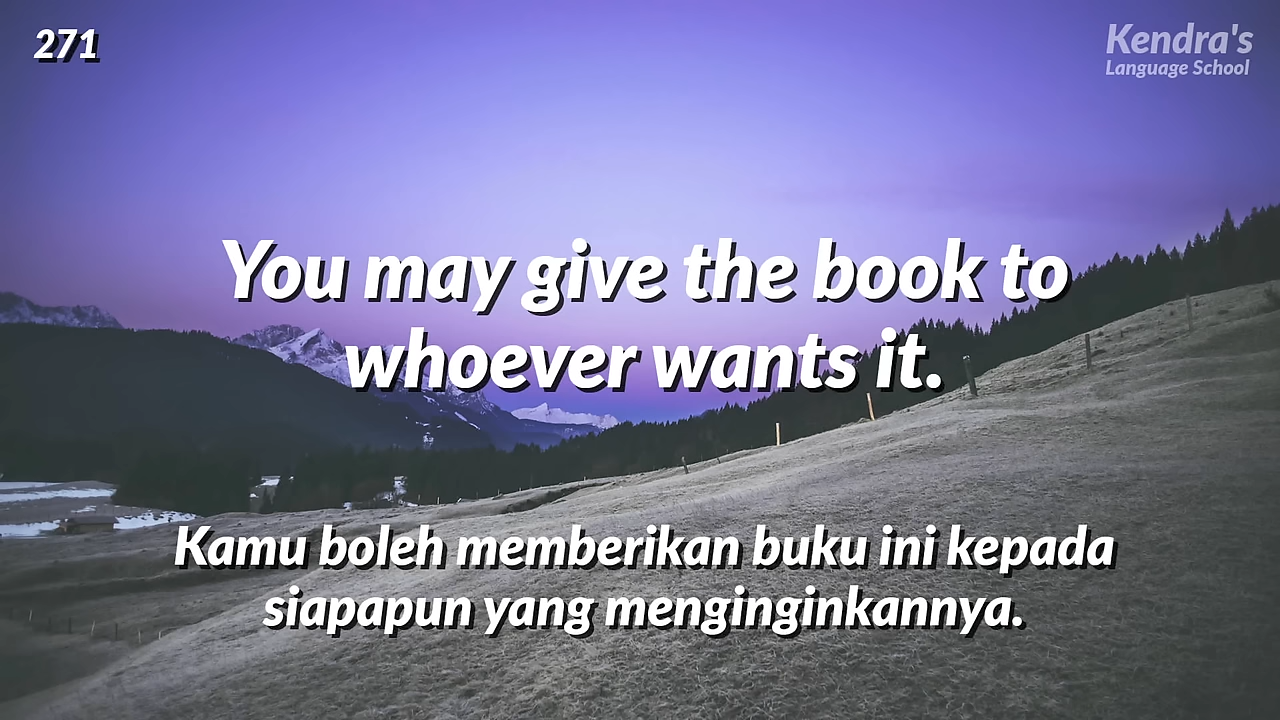 271
Kendra's
Language School
You may give the book to
whoever wants it.
Kamu boleh memberikan buku ini kepada
siapapun yang menginginkannya.